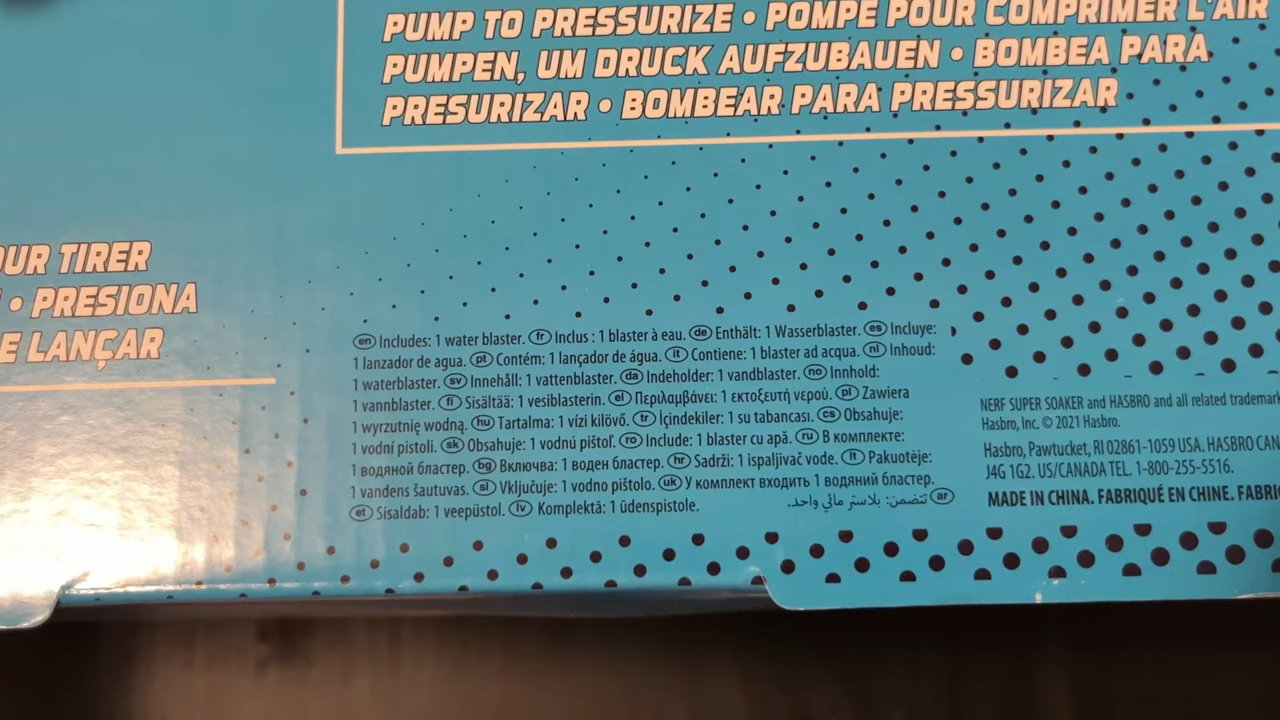 PUMP TO PRESSURIZE • POMPE POUR COMPRIMER L'AIR
PUMPEN, UM DRUCK AUFZUBAUEN • BOMBEA PARA
PRESURIZAR • BOMBEAR PARA PRESSURIZAR
OUR TIRER
• PRESIONA
E LANÇAR
en Includes: 1 water blaster. fr Inclus : 1 blaster à eau. de Enthält: 1 Wasserblaster. es Incluye:
1 lanzador de agua. pt Contém: 1 lançador de água. it Contiene: 1 blaster ad acqua. nl Inhoud:
1 waterblaster. sv Innehåll: 1 vattenblaster. da Indeholder: 1 vandblaster. no Innhold:
1 vannblaster. fi Sisältää: 1 vesiblasterin. el Περιλαμβάνει: 1 εκτοξευτή νερού. pl Zawiera
1 wyrzutnię wodną. hu Tartalma: 1 vízi kilövő. tr İçindekiler: 1 su tabancası. cs Obsahuje:
1 vodní pistoli. sk Obsahuje: 1 vodnú pištoľ. ro Include: 1 blaster cu apă. ru В комплекте:
1 водяной бластер. bg Включва: 1 воден бластер. hr Sadrži: 1 ispaljivač vode. lt Pakuotėje:
1 vandens šautuvas. sl Vključuje: 1 vodno pištolo. uk У комплект входить 1 водяний бластер.
et Sisaldab: 1 veepüstol. lv Komplektā: 1 ūdenspistole.
ar تتضمن: بلاستر مائي واحد.
NERF SUPER SOAKER and HASBRO and all related trademark
Hasbro, Inc. © 2021 Hasbro.
Hasbro, Pawtucket, RI 02861-1059 USA. HASBRO CAN
J4G 1G2. US/CANADA TEL. 1-800-255-5516.
MADE IN CHINA. FABRIQUÉ EN CHINE. FABRI